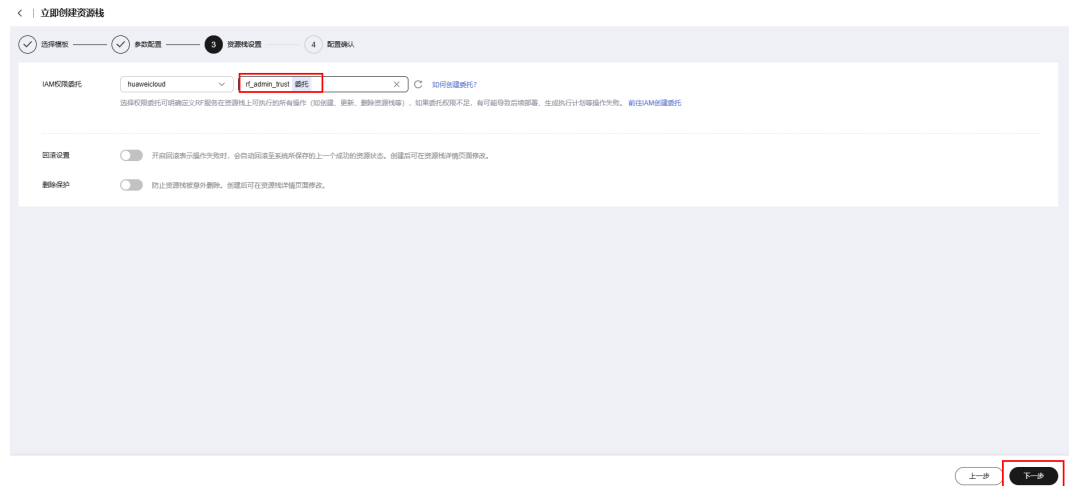 立即创建资源栈
选择模板 参数配置 3 资源栈设置 4 配置确认
IAM权限委托 huaweicloud rf_admin_trust 委托 如何创建委托?
选择权限委托可明确定义RF服务在资源栈上可执行的所有操作（如创建、更新、删除资源栈等），如果委托权限不足，有可能导致后续部署、生成执行计划等操作失败。 前往IAM创建委托
回滚设置 开启回滚表示操作失败时，会自动回滚至系统所保存的上一个成功的资源状态。创建后可在资源栈详情页面修改。
删除保护 防止资源栈被意外删除。创建后可在资源栈详情页面修改。
上一步 下一步